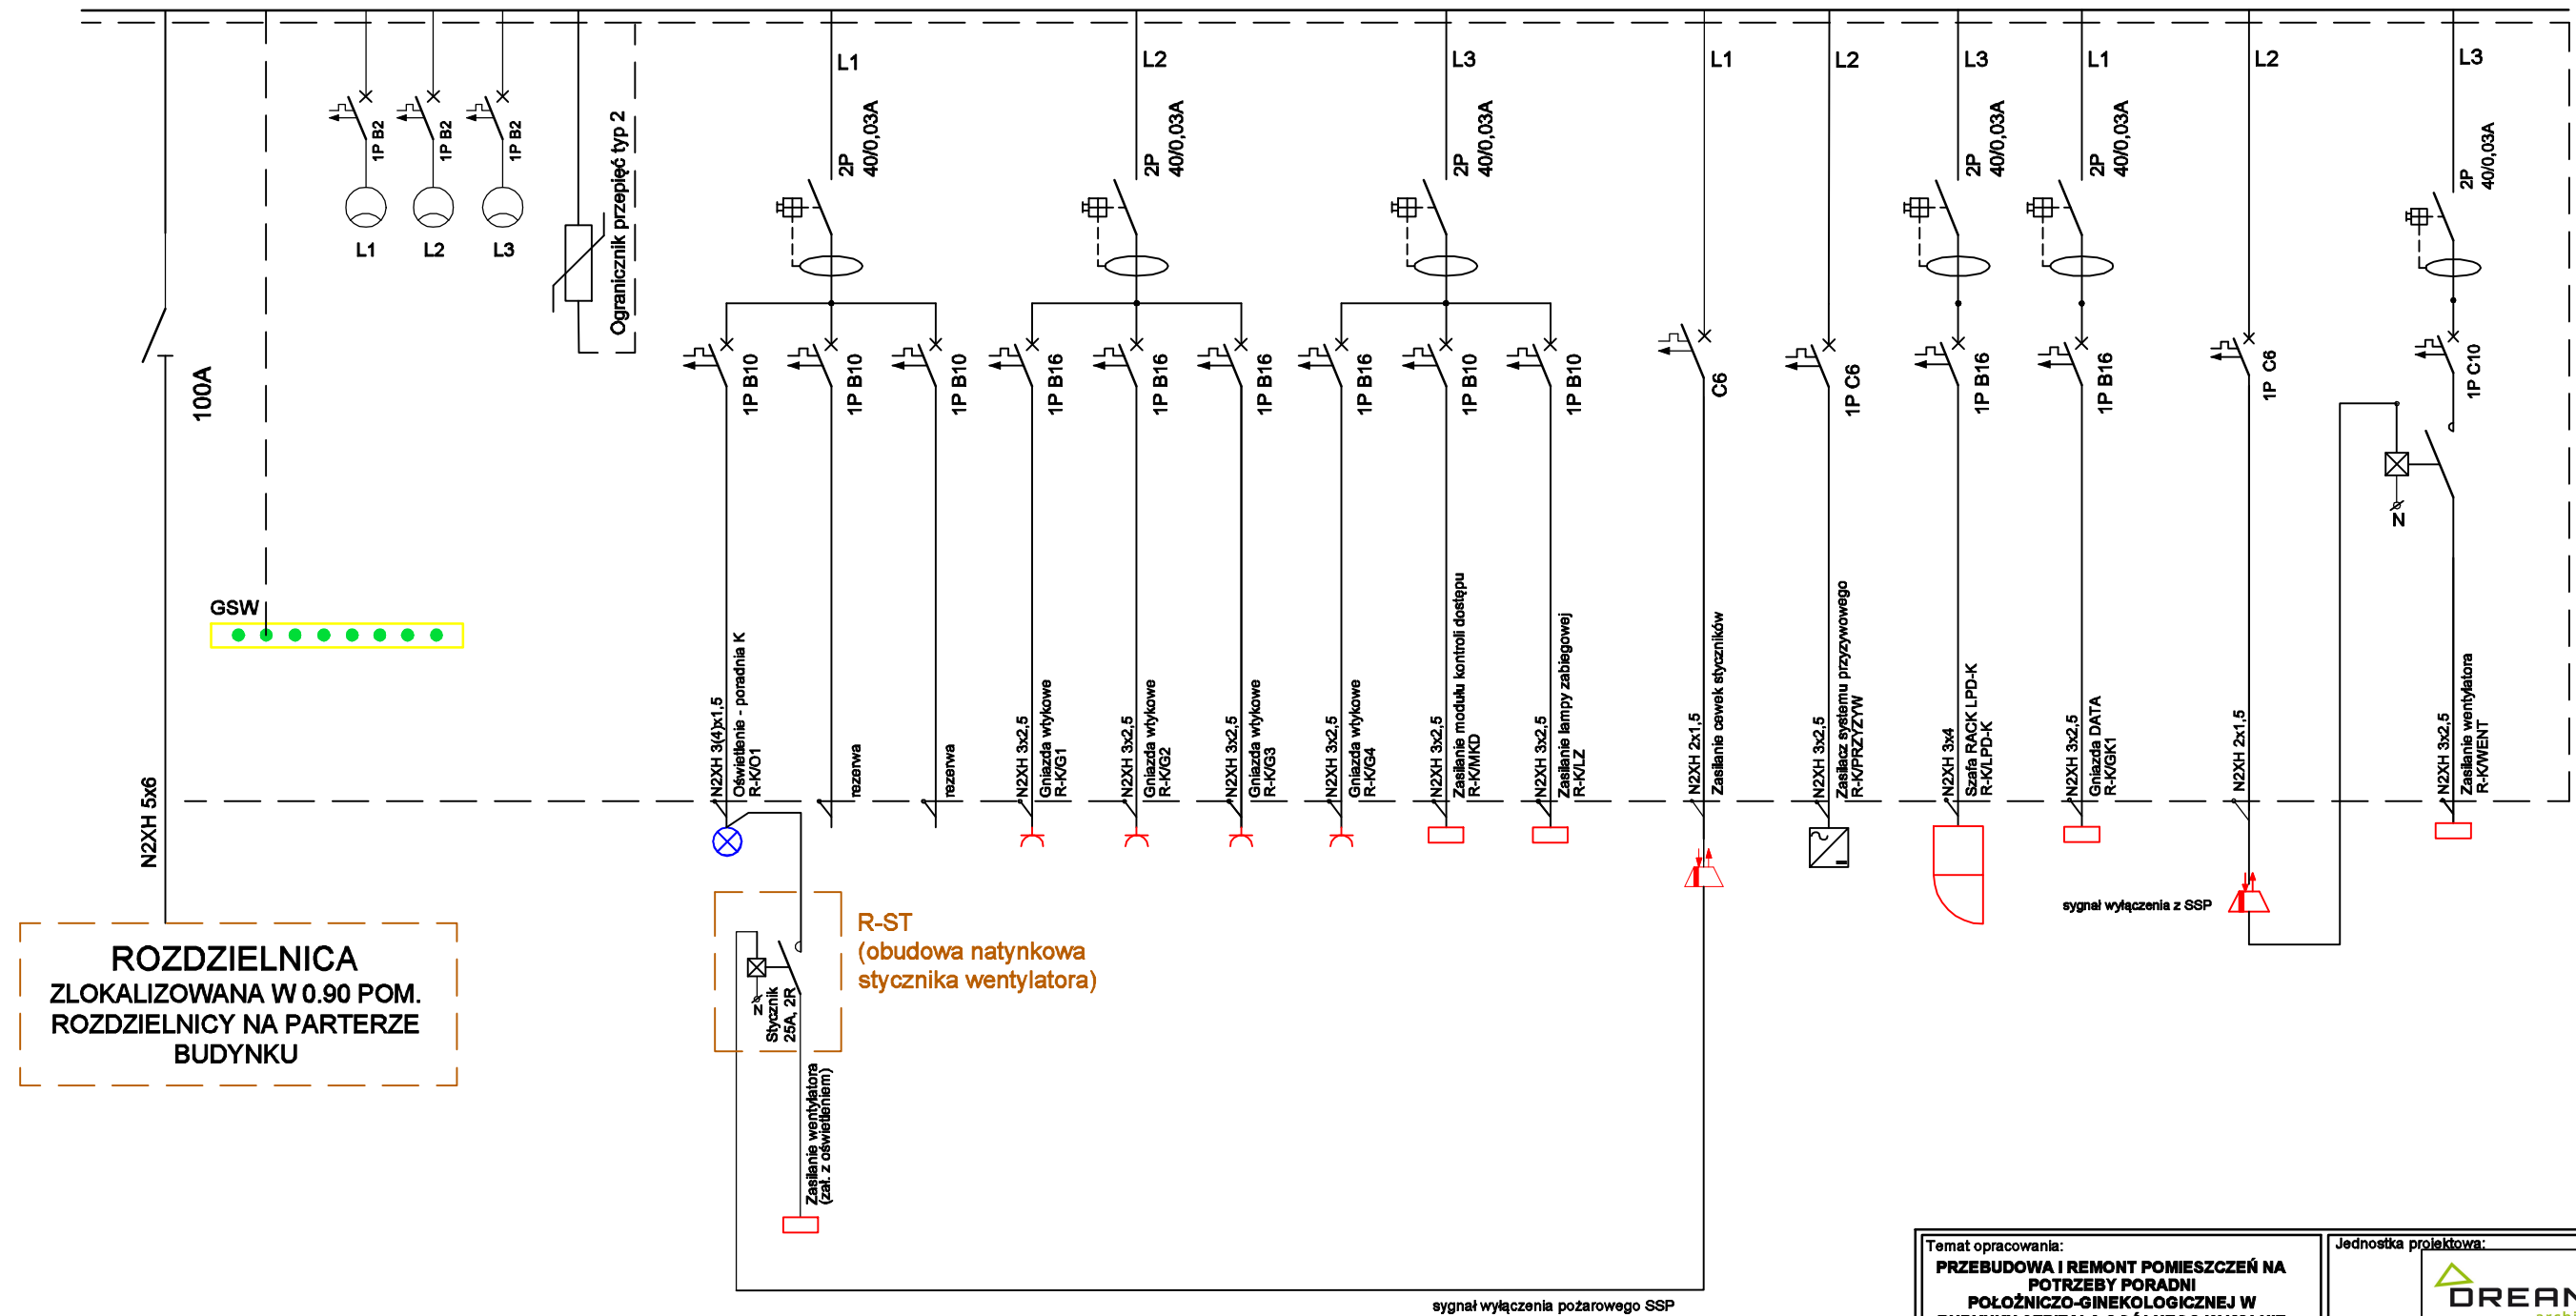 L1
L2
L3
L1
L2
L3
L1
L2
L3
2P
40/0,03A
2P
40/0,03A
2P
40/0,03A
2P
40/0,03A
2P
40/0,03A
2P
40/0,03A
1P B2
1P B2
1P B2
L1
L2
L3
Ogranicznik przepięć typ 2
100A
1P B10
1P B10
1P B10
1P B16
1P B16
1P B16
1P B16
1P B10
1P B10
C6
1P C6
1P B16
1P B16
1P C6
1P C10
N
GSW
N2XH 5x6
N2XH 3(4)x1,5
Oświetlenie - poradnia K
R-K/O1
rezerwa
rezerwa
N2XH 3x2,5
Gniazda wtykowe
R-K/G1
N2XH 3x2,5
Gniazda wtykowe
R-K/G2
N2XH 3x2,5
Gniazda wtykowe
R-K/G3
N2XH 3x2,5
Gniazda wtykowe
R-K/G4
N2XH 3x2,5
Zasilanie modułu kontroli dostępu
R-K/MKD
N2XH 3x2,5
Zasilanie lampy zabiegowej
R-K/LZ
N2XH 2x1,5
Zasilanie cewek styczników
N2XH 3x2,5
Zasilacz systemu przyzywowego
R-K/PRZYZYW
N2XH 3x4
Szafa RACK LPD-K
R-K/LPD-K
N2XH 3x2,5
Gniazda DATA
R-K/GK1
N2XH 2x1,5
N2XH 3x2,5
Zasilanie wentylatora
R-K/WENT
sygnał wyłączenia z SSP
ROZDZIELNICA
ZLOKALIZOWANA W 0.90 POM.
ROZDZIELNICY NA PARTERZE
BUDYNKU
R-ST
(obudowa natynkowa
stycznika wentylatora)
N
Stycznik
25A, 2R
Zasilanie wentylatora
(zał. z oświetleniem)
sygnał wyłączenia pożarowego SSP
Temat opracowania:
PRZEBUDOWA I REMONT POMIESZCZEŃ NA
POTRZEBY PORADNI
POŁOŻNICZO-GINEKOLOGICZNEJ W
Jednostka projektowa:
DREAM